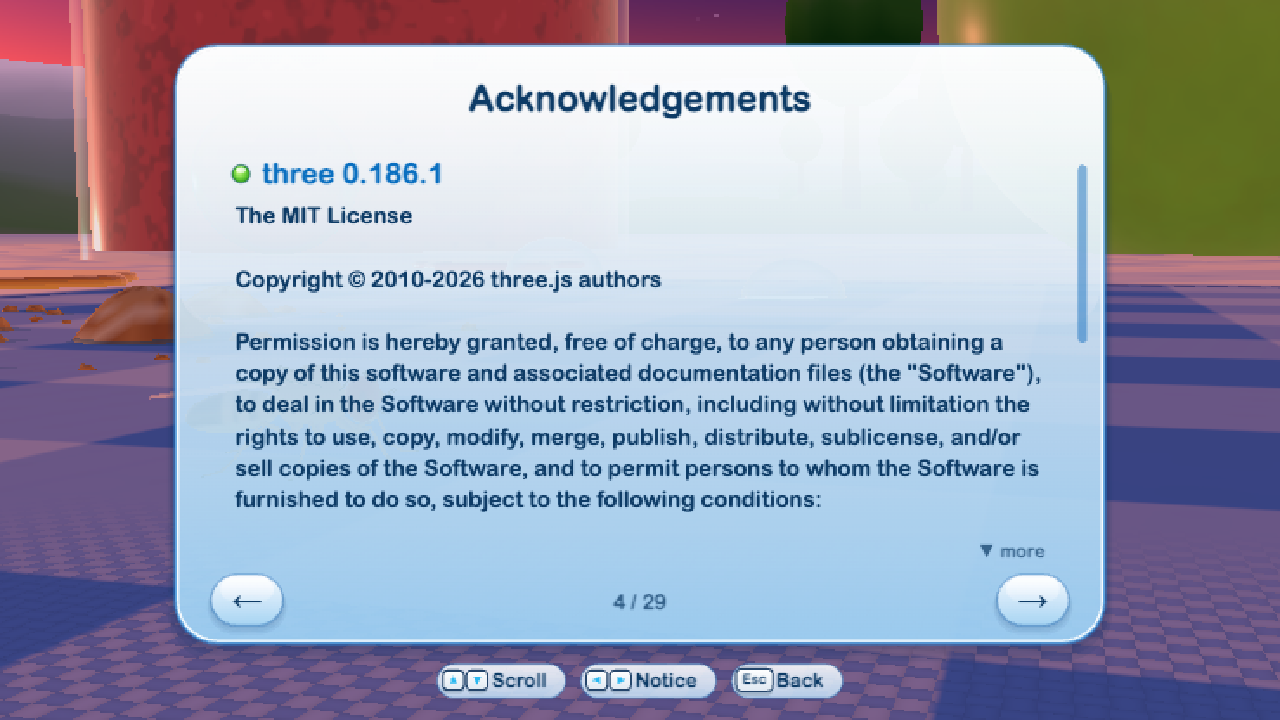 Acknowledgements
three 0.186.1
The MIT License
Copyright © 2010-2026 three.js authors
Permission is hereby granted, free of charge, to any person obtaining a
copy of this software and associated documentation files (the "Software"),
to deal in the Software without restriction, including without limitation the
rights to use, copy, modify, merge, publish, distribute, sublicense, and/or
sell copies of the Software, and to permit persons to whom the Software is
furnished to do so, subject to the following conditions:
▼ more
← 4 / 29 →
▲ ▼ Scroll ◄ ► Notice Esc Back